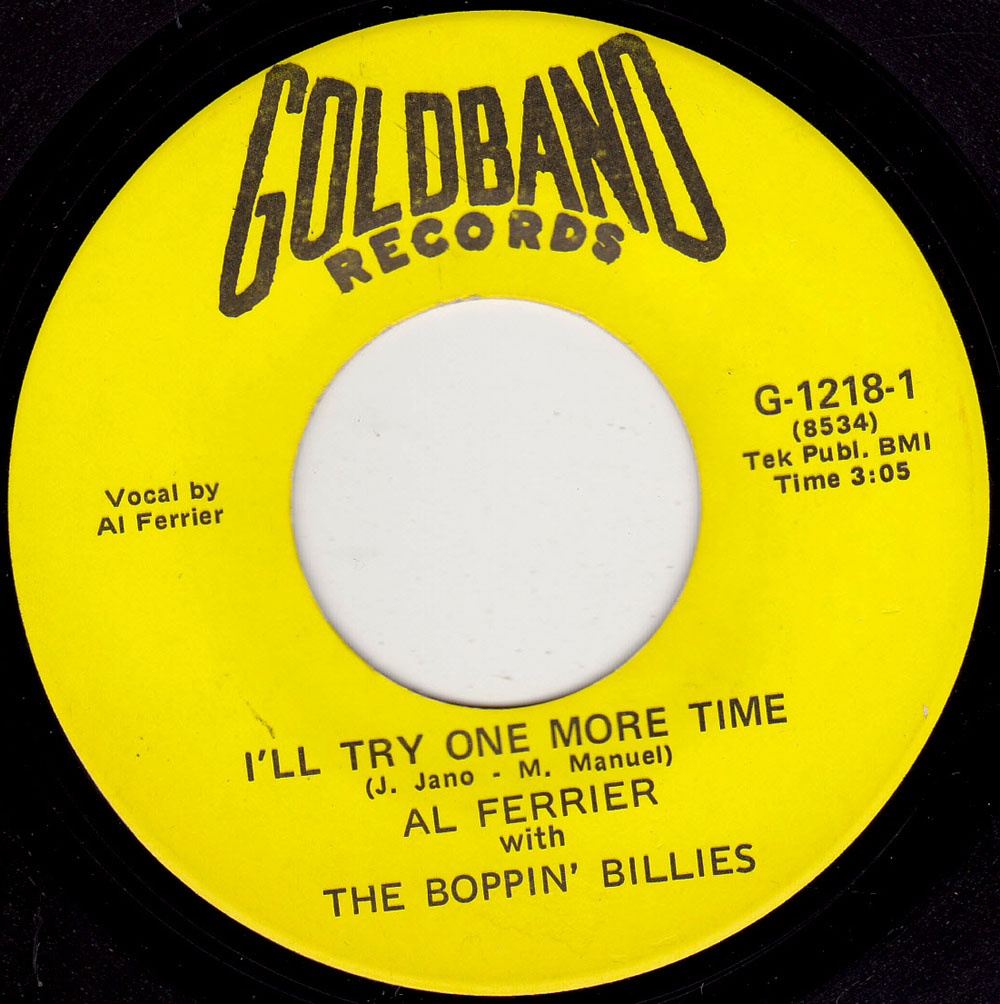 GOLDBAND
RECORDS
G-1218-1
(8534)
Tek Publ. BMI
Time 3:05
Vocal by
Al Ferrier
I'LL TRY ONE MORE TIME
(J. Jano - M. Manuel)
AL FERRIER
with
THE BOPPIN' BILLIES